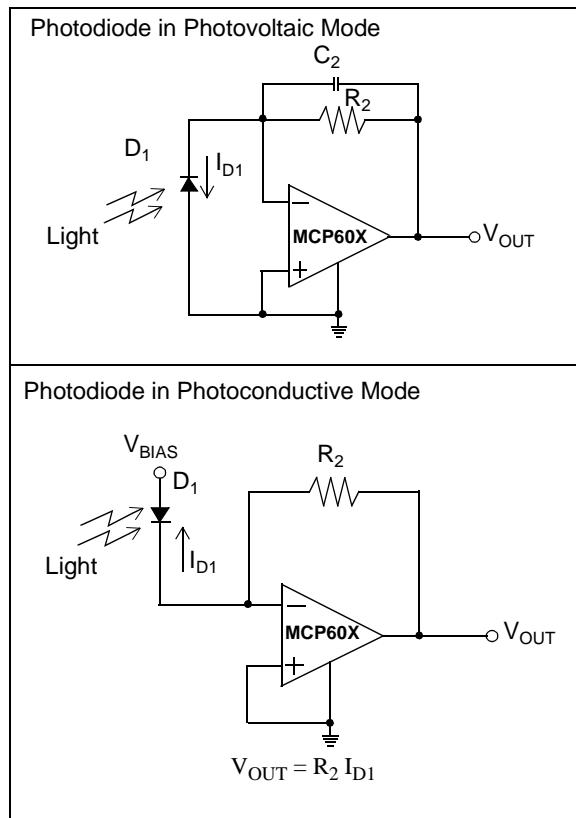 Photodiode in Photovoltaic Mode
C2
R2
D1
ID1
Light
MCP60X
VOUT
Photodiode in Photoconductive Mode
VBIAS
D1
R2
Light
ID1
MCP60X
VOUT
VOUT = R2 ID1